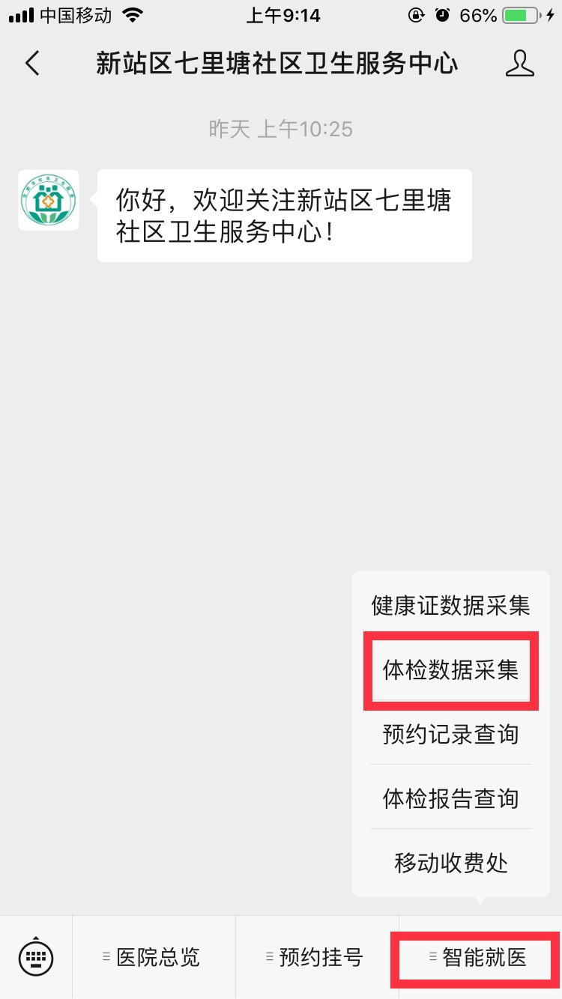 中国移动
上午9:14
66%
新站区七里塘社区卫生服务中心
昨天 上午10:25
你好，欢迎关注新站区七里塘
社区卫生服务中心！
健康证数据采集
体检数据采集
预约记录查询
体检报告查询
移动收费处
医院总览
预约挂号
智能就医